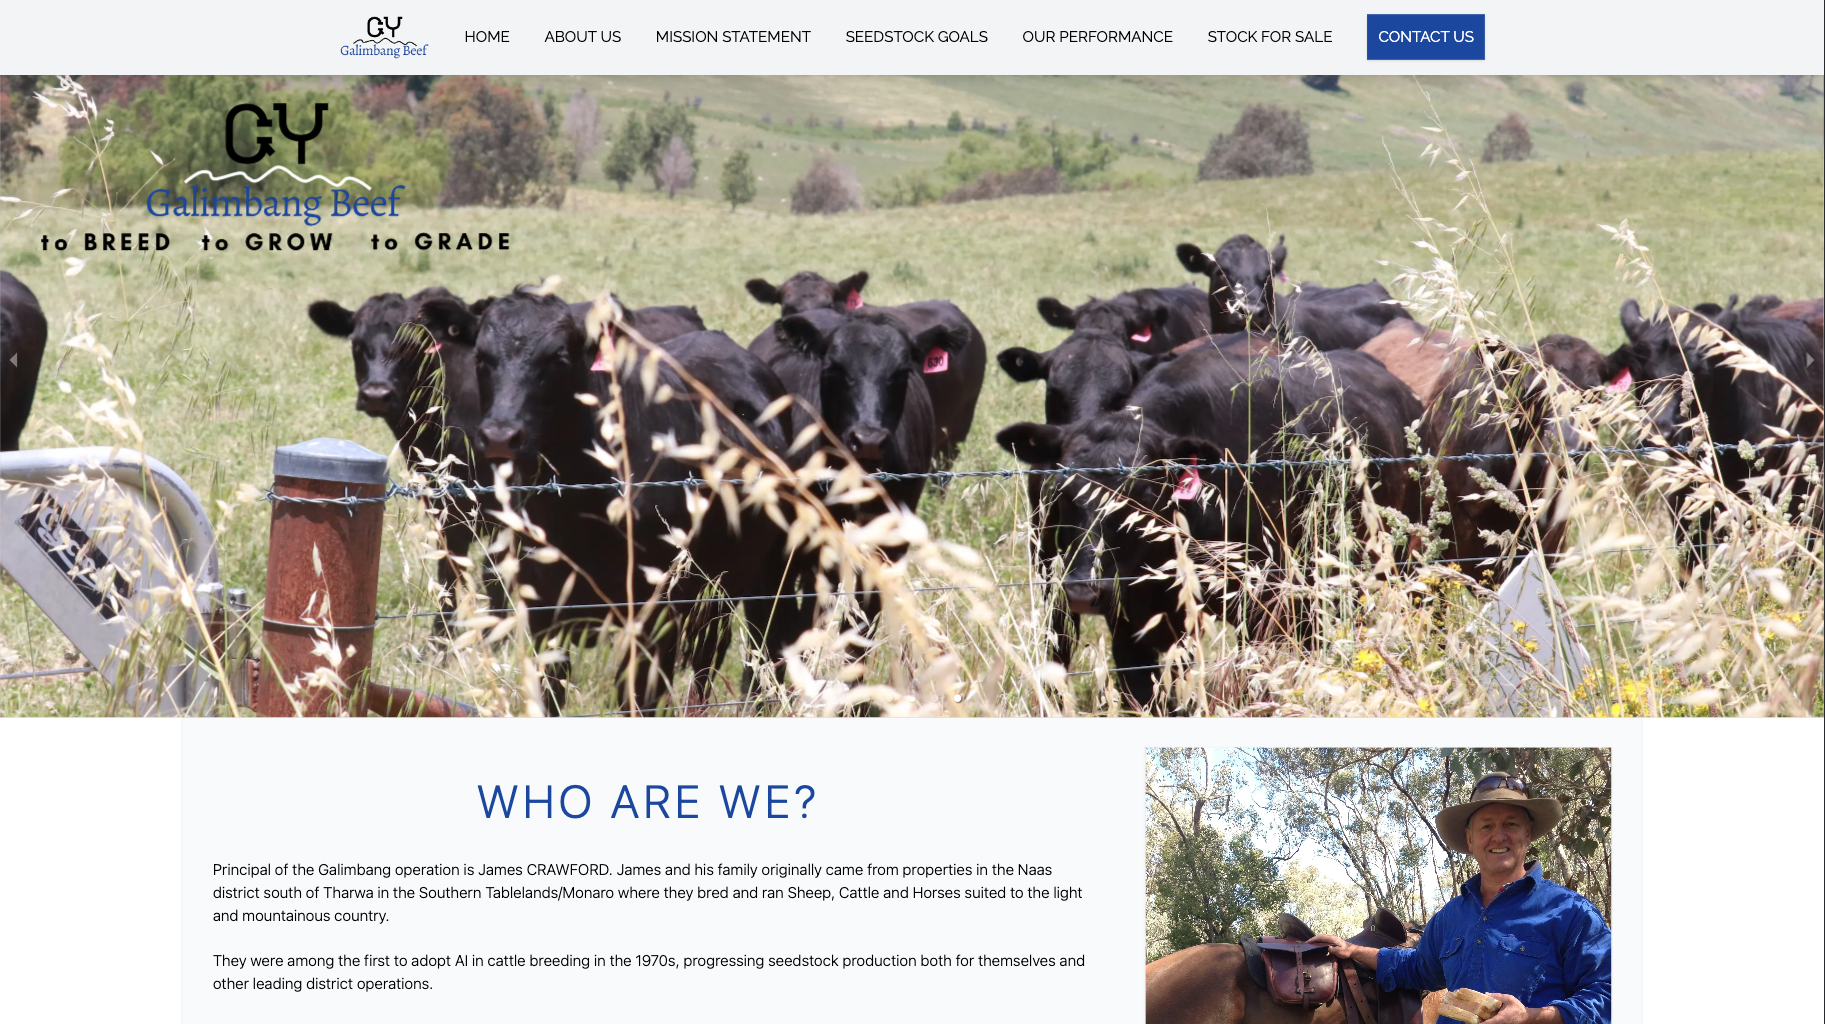 GY
Galimbang Beef
HOME
ABOUT US
MISSION STATEMENT
SEEDSTOCK GOALS
OUR PERFORMANCE
STOCK FOR SALE
CONTACT US
GY
Galimbang Beef
to BREED to GROW to GRADE
630
WHO ARE WE?
Principal of the Galimbang operation is James CRAWFORD. James and his family originally came from properties in the Naas
district south of Tharwa in the Southern Tablelands/Monaro where they bred and ran Sheep, Cattle and Horses suited to the light
and mountainous country.
They were among the first to adopt AI in cattle breeding in the 1970s, progressing seedstock production both for themselves and
other leading district operations.